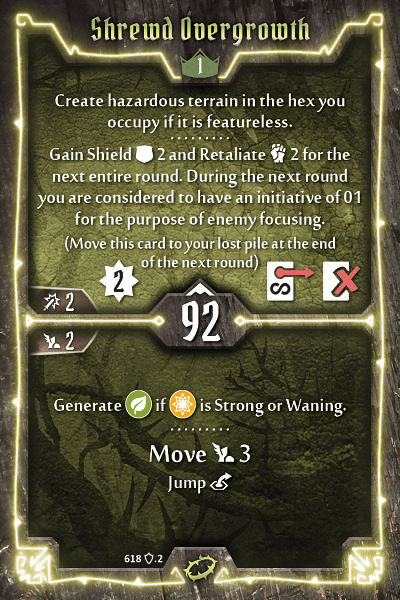 Shrewd Overgrowth
1
Create hazardous terrain in the hex you
occupy if it is featureless.
Gain Shield 2 and Retaliate 2 for the
next entire round. During the next round
you are considered to have an initiative of 01
for the purpose of enemy focusing.
(Move this card to your lost pile at the end
of the next round)
2
2
92
2
Generate if is Strong or Waning.
Move 3
Jump
618 .2